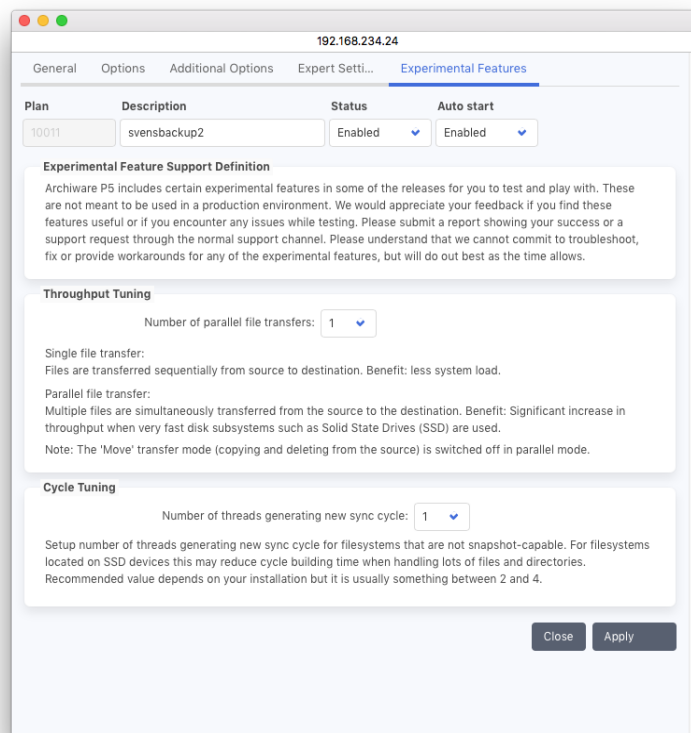 192.168.234.24
General Options Additional Options Expert Setti... Experimental Features
Plan Description Status Auto start
10011 svensbackup2 Enabled Enabled
Experimental Feature Support Definition
Archiware P5 includes certain experimental features in some of the releases for you to test and play with. These
are not meant to be used in a production environment. We would appreciate your feedback if you find these
features useful or if you encounter any issues while testing. Please submit a report showing your success or a
support request through the normal support channel. Please understand that we cannot commit to troubleshoot,
fix or provide workarounds for any of the experimental features, but will do out best as the time allows.
Throughput Tuning
Number of parallel file transfers: 1
Single file transfer:
Files are transferred sequentially from source to destination. Benefit: less system load.
Parallel file transfer:
Multiple files are simultaneously transferred from the source to the destination. Benefit: Significant increase in
throughput when very fast disk subsystems such as Solid State Drives (SSD) are used.
Note: The 'Move' transfer mode (copying and deleting from the source) is switched off in parallel mode.
Cycle Tuning
Number of threads generating new sync cycle: 1
Setup number of threads generating new sync cycle for filesystems that are not snapshot-capable. For filesystems
located on SSD devices this may reduce cycle building time when handling lots of files and directories.
Recommended value depends on your installation but it is usually something between 2 and 4.
Close Apply